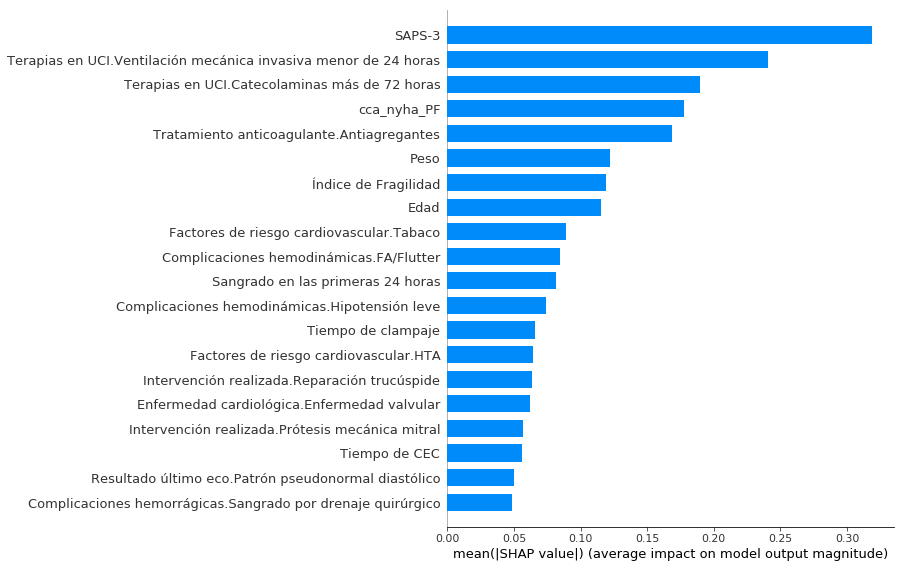 SAPS-3
Terapias en UCI.Ventilación mecánica invasiva menor de 24 horas
Terapias en UCI.Catecolaminas más de 72 horas
cca_nyha_PF
Tratamiento anticoagulante.Antiagregantes
Peso
Índice de Fragilidad
Edad
Factores de riesgo cardiovascular.Tabaco
Complicaciones hemodinámicas.FA/Flutter
Sangrado en las primeras 24 horas
Complicaciones hemodinámicas.Hipotensión leve
Tiempo de clampaje
Factores de riesgo cardiovascular.HTA
Intervención realizada.Reparación trucúspide
Enfermedad cardiológica.Enfermedad valvular
Intervención realizada.Prótesis mecánica mitral
Tiempo de CEC
Resultado último eco.Patrón pseudonormal diastólico
Complicaciones hemorrágicas.Sangrado por drenaje quirúrgico
0.00 0.05 0.10 0.15 0.20 0.25 0.30
mean(|SHAP value|) (average impact on model output magnitude)